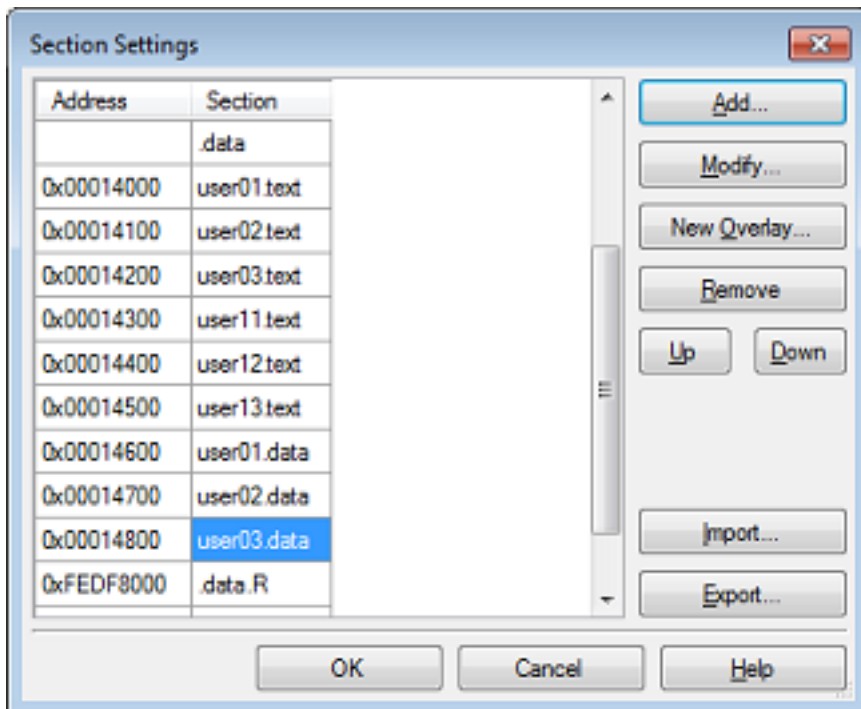 Section Settings
Address Section
.data
0x00014000 user01.text
0x00014100 user02.text
0x00014200 user03.text
0x00014300 user11.text
0x00014400 user12.text
0x00014500 user13.text
0x00014600 user01.data
0x00014700 user02.data
0x00014800 user03.data
0xFEDF8000 .data.R
Add...
Modify...
New Overlay...
Remove
Up Down
Import...
Export...
OK Cancel Help